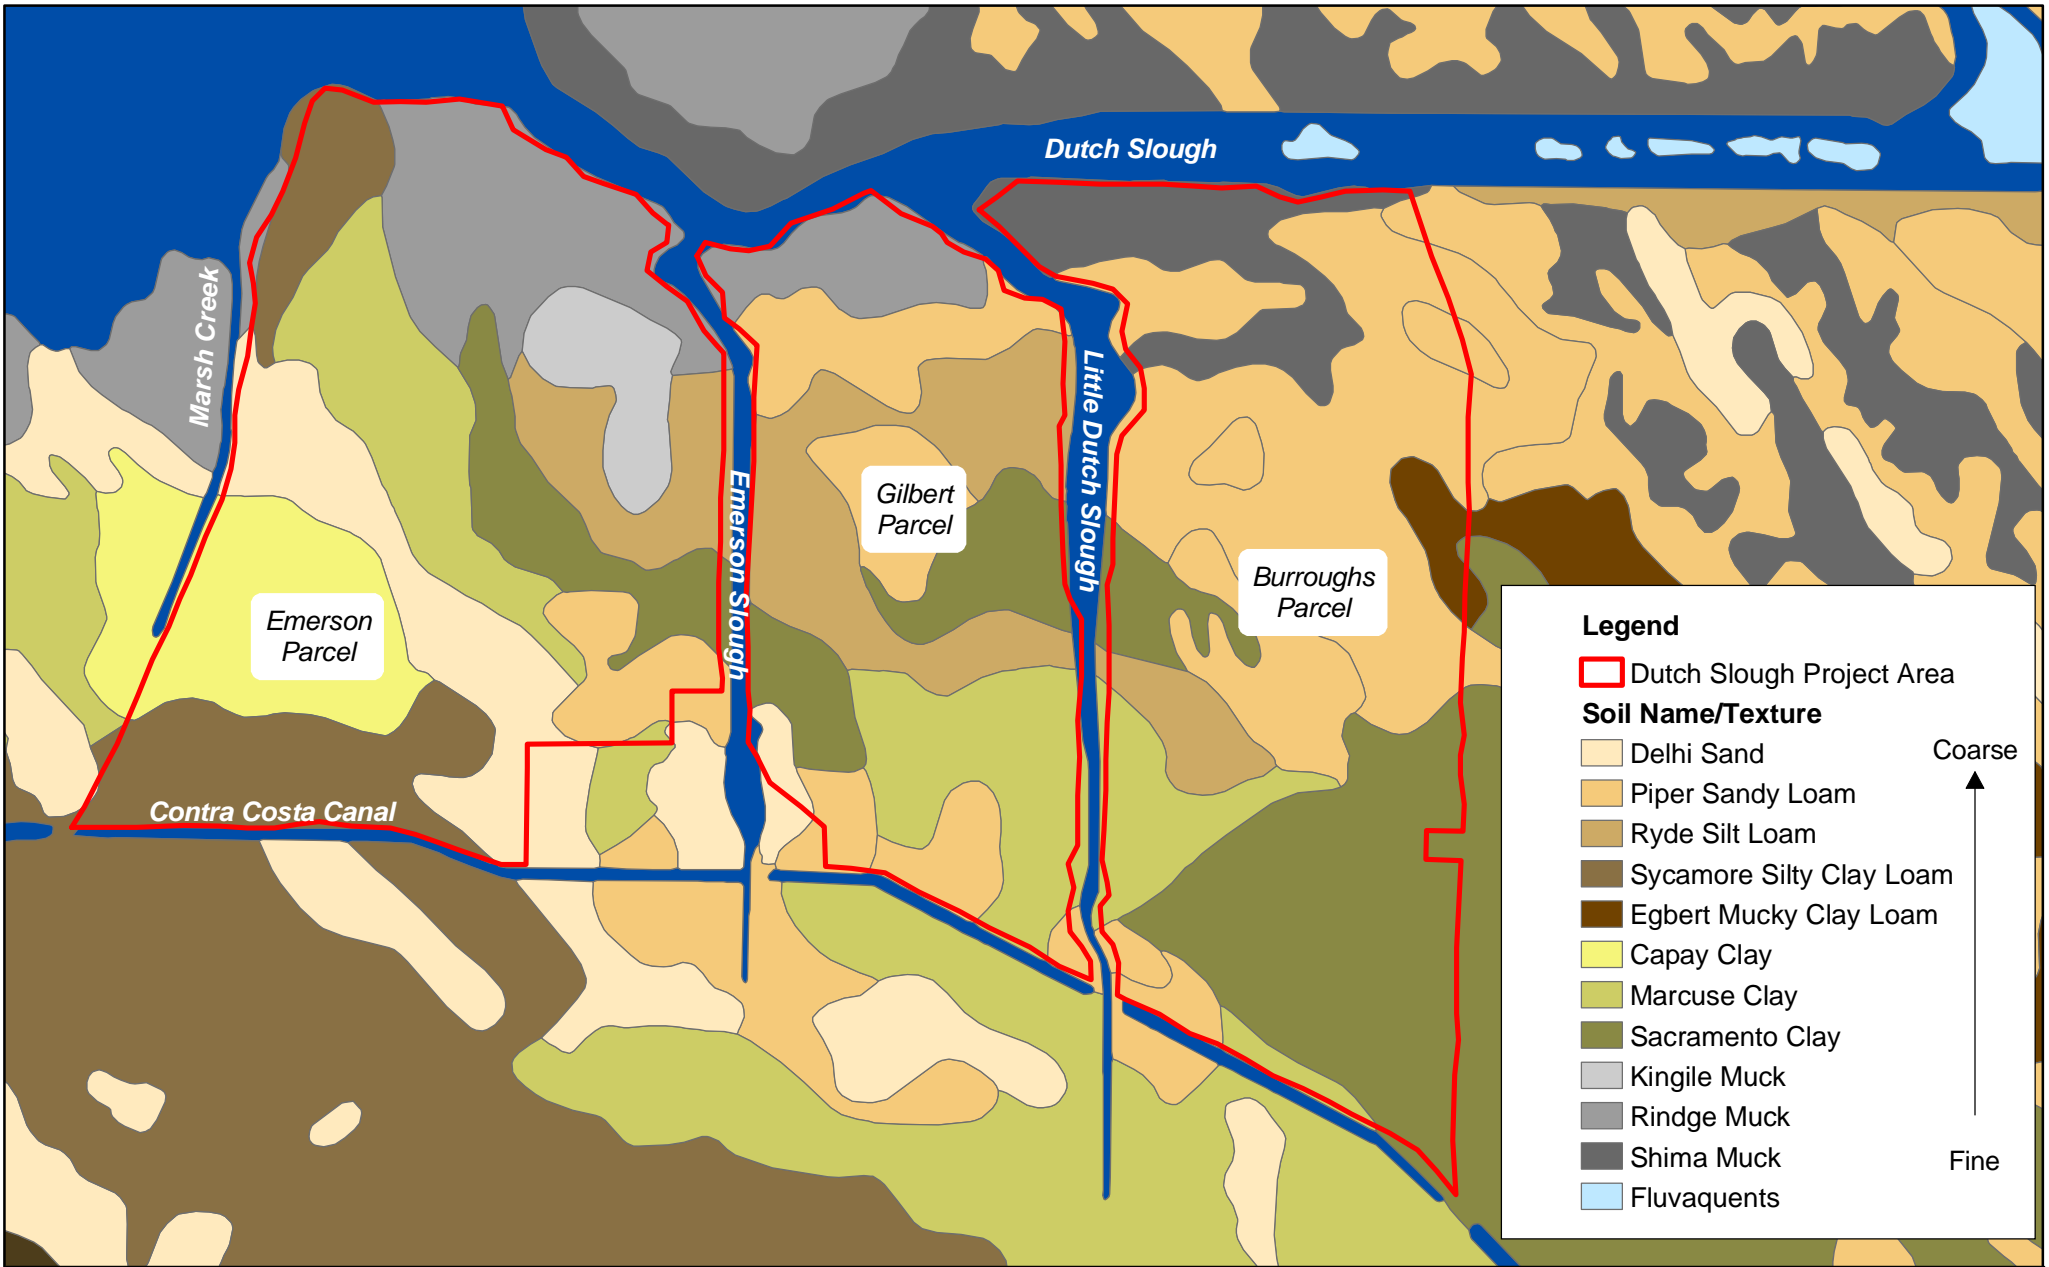 Dutch Slough
Marsh Creek
Little Dutch Slough
Emerson Slough
Gilbert
Parcel
Burroughs
Parcel
Emerson
Parcel
Contra Costa Canal
Legend
Dutch Slough Project Area
Soil Name/Texture
Delhi Sand
Coarse
Piper Sandy Loam
Ryde Silt Loam
Sycamore Silty Clay Loam
Egbert Mucky Clay Loam
Capay Clay
Marcuse Clay
Sacramento Clay
Kingile Muck
Rindge Muck
Shima Muck
Fine
Fluvaquents